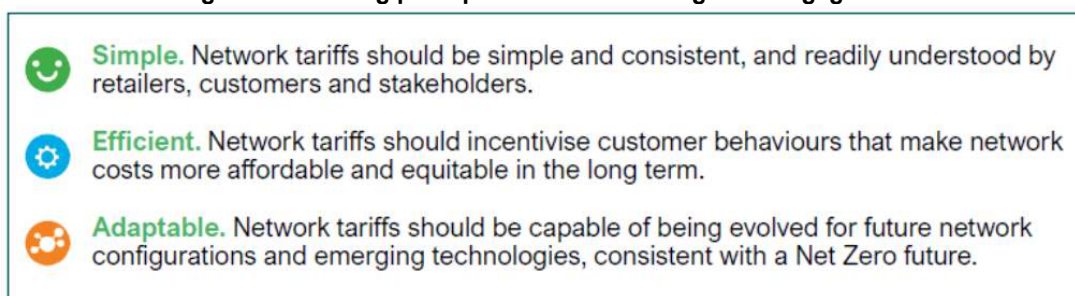 Simple. Network tariffs should be simple and consistent, and readily understood by
retailers, customers and stakeholders.
Efficient. Network tariffs should incentivise customer behaviours that make network
costs more affordable and equitable in the long term.
Adaptable. Network tariffs should be capable of being evolved for future network
configurations and emerging technologies, consistent with a Net Zero future.